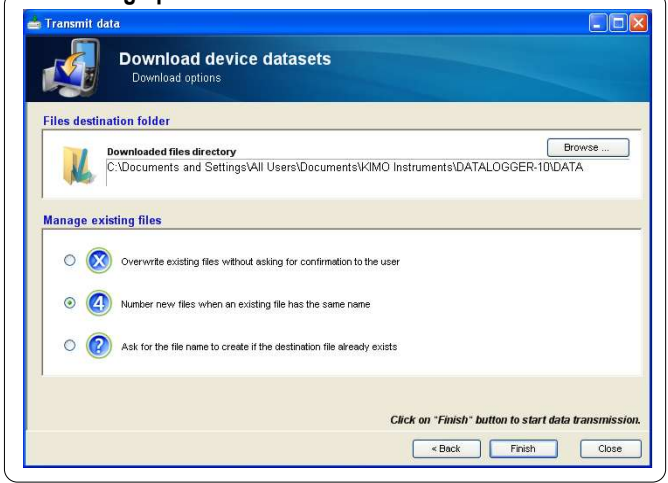 Transmit data
Download device datasets
Download options
Files destination folder
Browse ...
Downloaded files directory
C:\Documents and Settings\All Users\Documents\KIMO Instruments\DATALOGGER-10\DATA
Manage existing files
Overwrite existing files without asking for confirmation to the user
4 Number new files when an existing file has the same name
? Ask for the file name to create if the destination file already exists
Click on "Finish" button to start data transmission.
< Back Finish Close